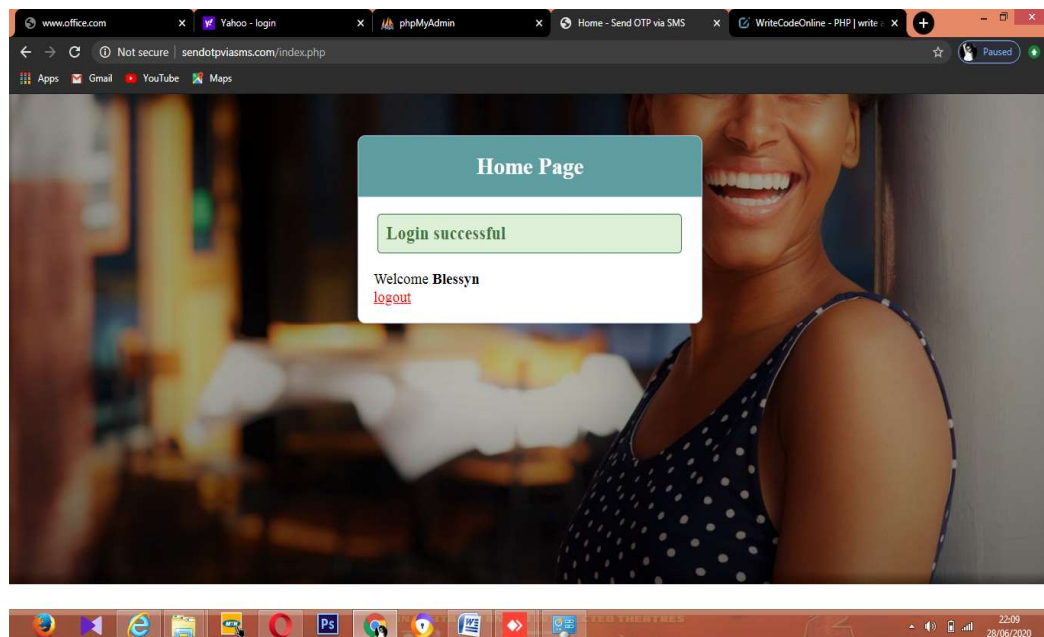 www.office.com
Yahoo - login
phpMyAdmin
Home - Send OTP via SMS
WriteCodeOnline - PHP | write a
Not secure | sendotpviasms.com/index.php
Paused
Apps Gmail YouTube Maps
Home Page
Login successful
Welcome Blessyn
logout
Ps
22:09
28/06/2020